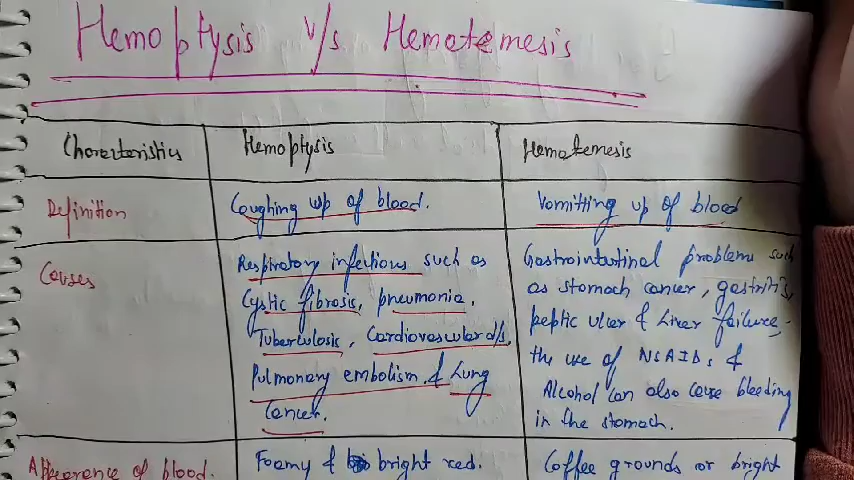 Hemoptysis v/s Hematemesis
Characteristics Hemoptysis Hematemesis
Definition Coughing up of blood. Vomitting up of blood
Causes Respiratory infections such as
Cystic fibrosis, pneumonia,
Tuberculosis, Cardiovascular d/s,
Pulmonary embolism & Lung
Cancer.
Gastrointestinal problems such
as stomach cancer, gastritis,
peptic ulcer & Liver failure.
the use of NSAIDs &
Alcohol can also cause bleeding
in the stomach.
Appearence of blood. Foamy & bright red. Coffee grounds or bright